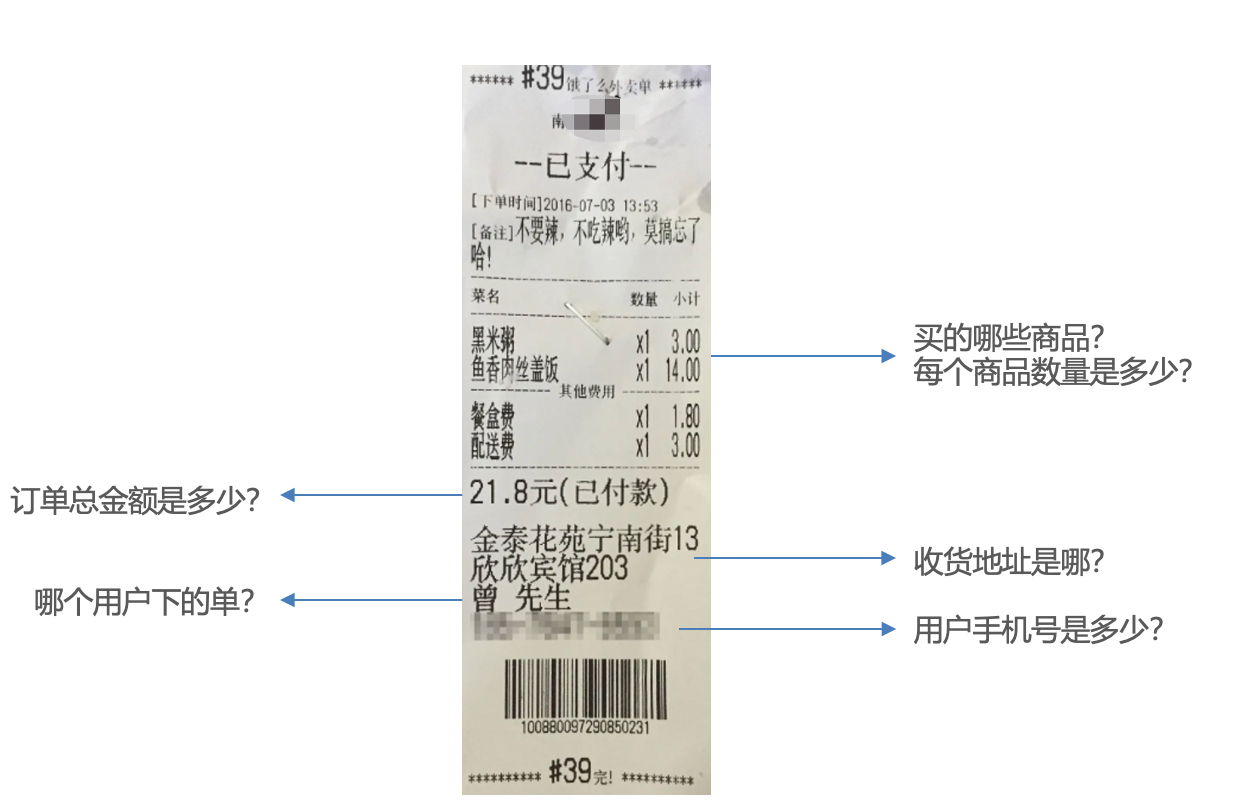 ****** #39饿了么外卖单 ******
南
--已支付--
[下单时间]2016-07-03 13:53
[备注]不要辣，不吃辣哟，莫搞忘了
哈!
菜名 数量 小计
黑米粥 x1 3.00
鱼香肉丝盖饭 x1 14.00
其他费用
餐盒费 x1 1.80
配送费 x1 3.00
21.8元(已付款)
金泰花苑宁南街13
欣欣宾馆203
曾 先生
100880097290850231
********** #39完! **********
买的哪些商品?
每个商品数量是多少?
订单总金额是多少?
收货地址是哪?
哪个用户下的单?
用户手机号是多少?